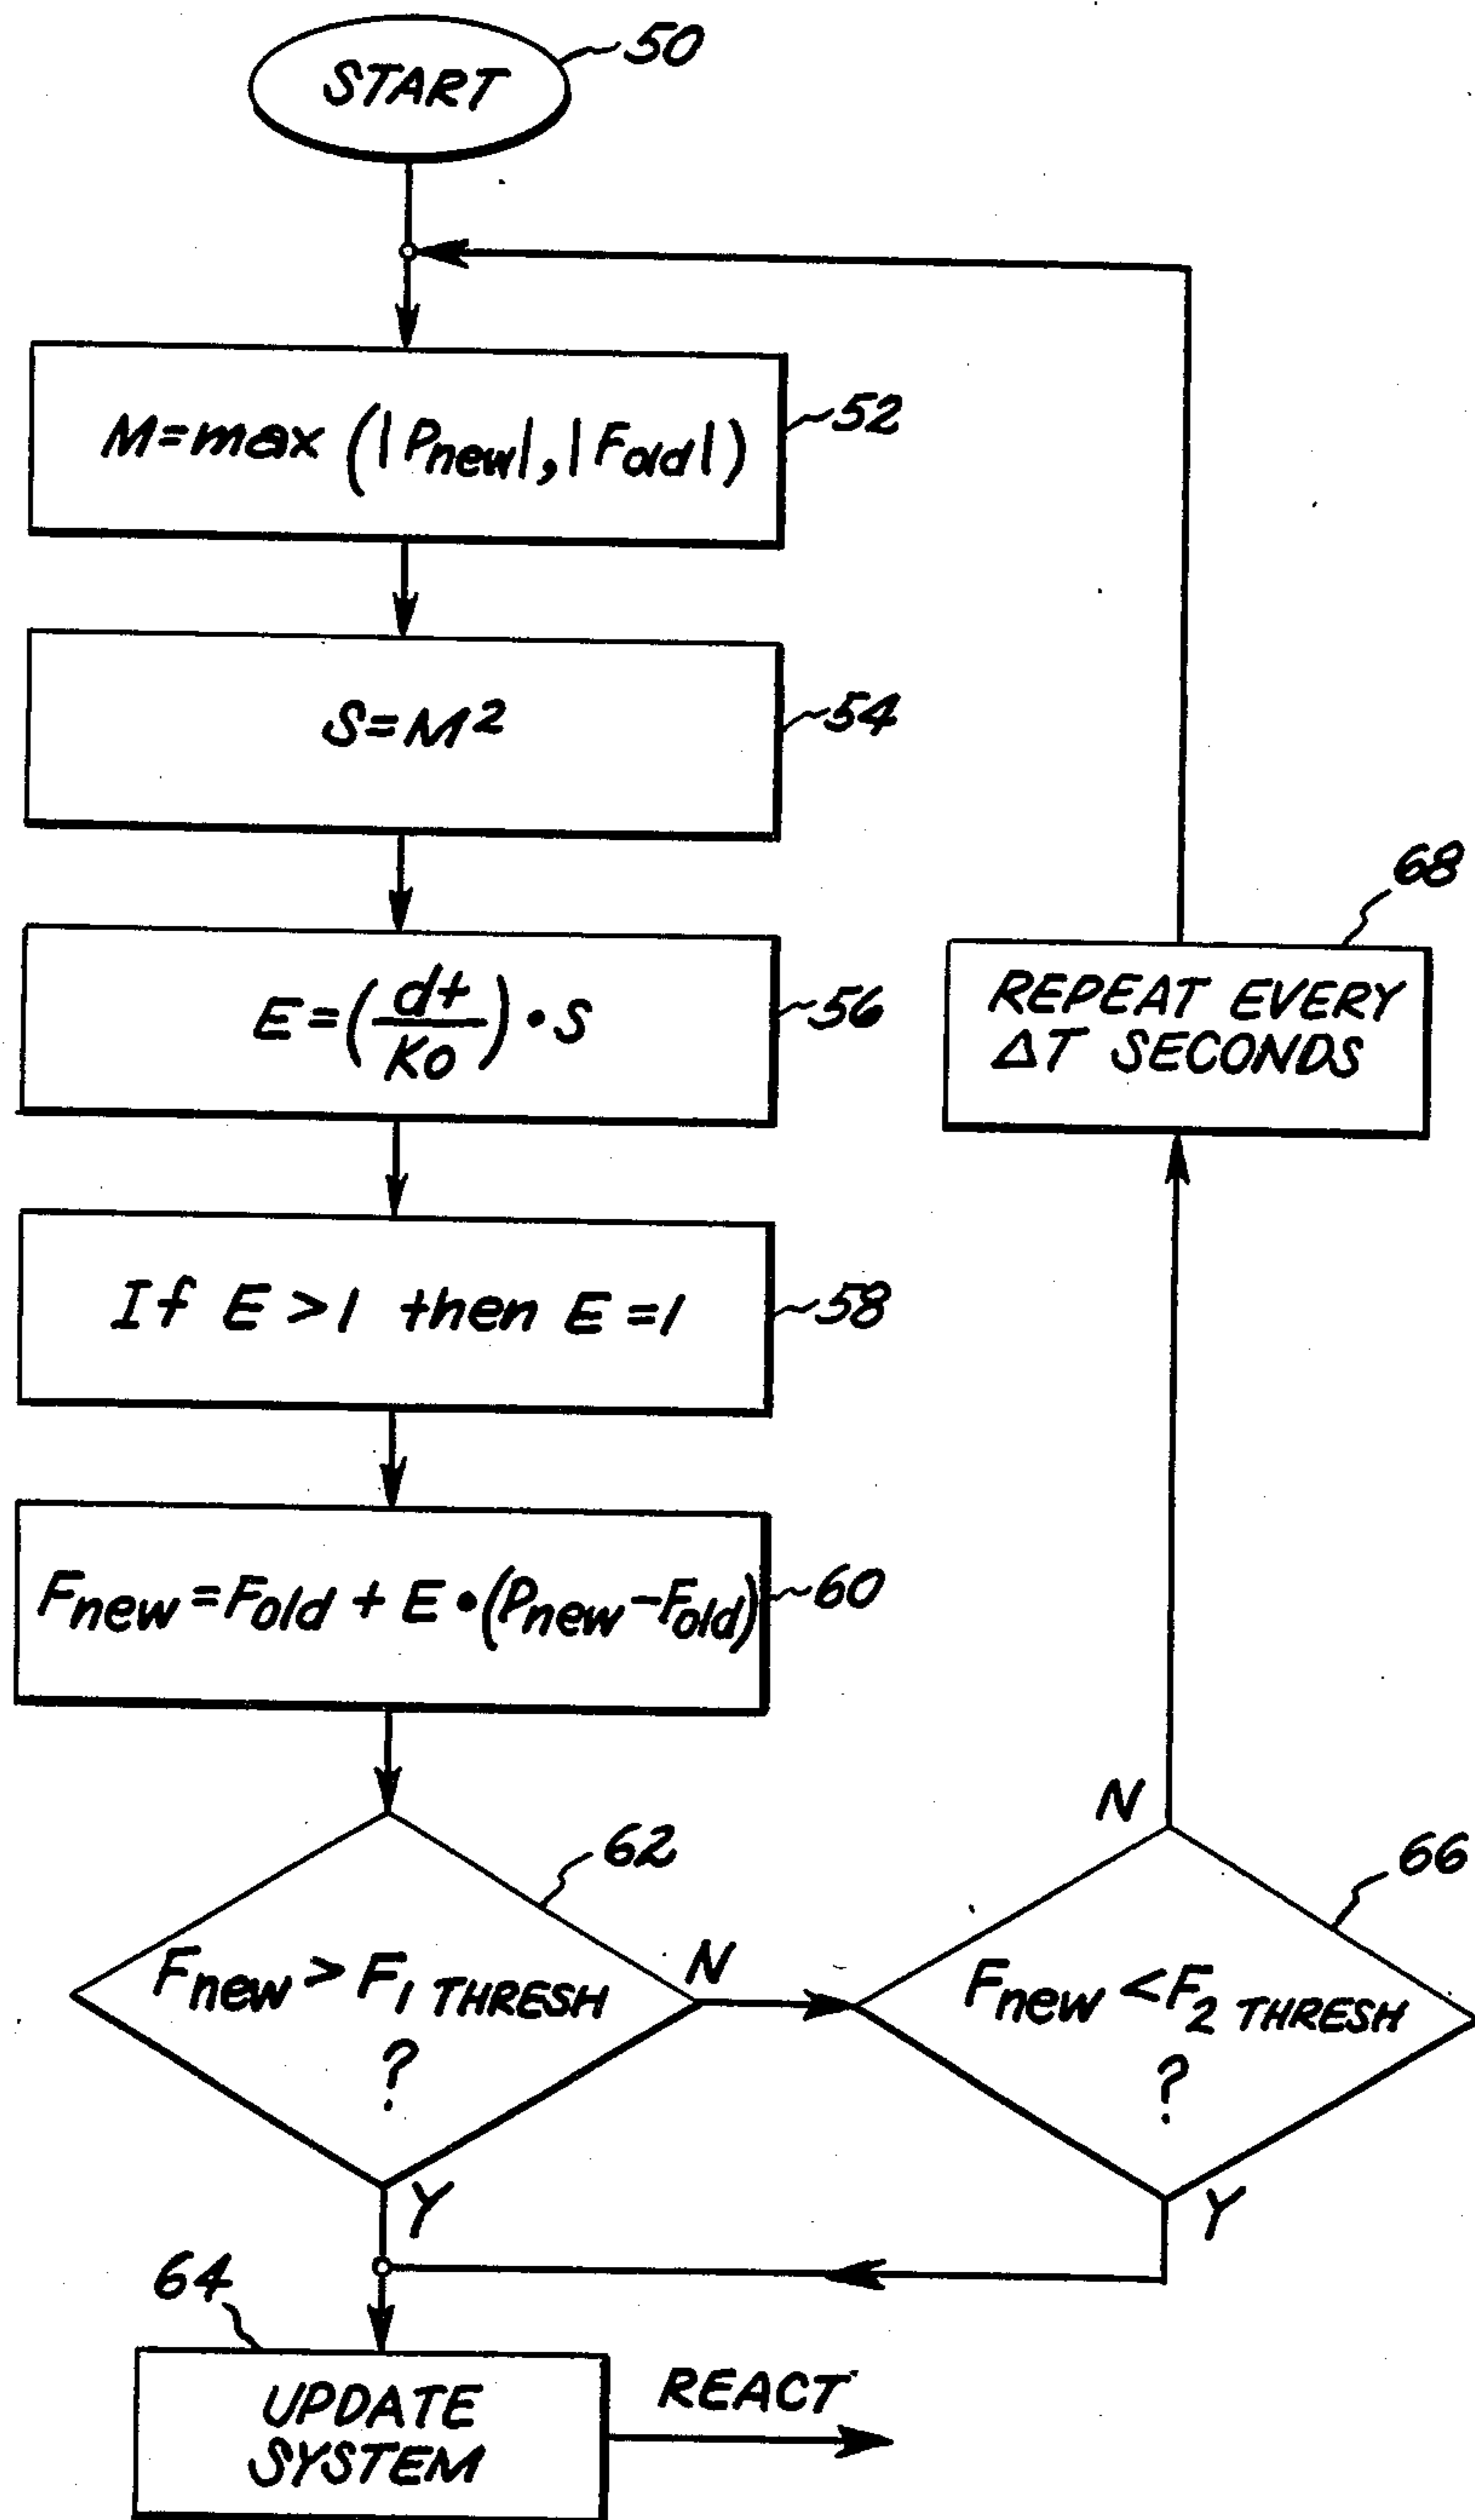 START
50
M=max (|Pnew|, |Fold|)
52
S=M²
54
E=(dt/KO)•S
56
REPEAT EVERY
ΔT SECONDS
68
If E>1 then E=1
58
Fnew=Fold + E•(Pnew-Fold)
60
62
Fnew > F1 THRESH
?
N
Y
66
Fnew <F2 THRESH
?
N
Y
64
UPDATE
SYSTEM
REACT